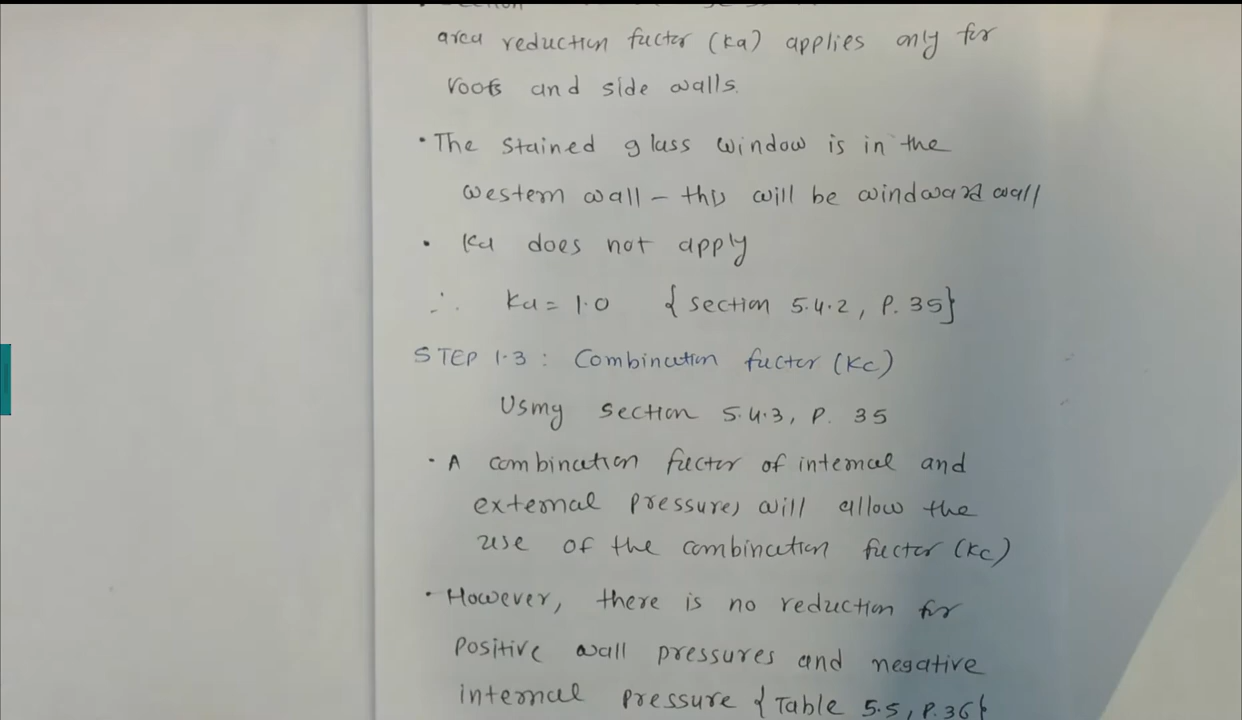 area reduction factor (Ka) applies only for
roofs and side walls.
• The stained glass window is in the
western wall – this will be windward wall
• Ka does not apply
∴ Ka = 1.0 {section 5.4.2, P. 35}
STEP 1.3 : Combination factor (Kc)
Using section 5.4.3, P. 35
• A combination factor of internal and
external pressures will allow the
use of the combination factor (Kc)
• However, there is no reduction for
positive wall pressures and negative
internal pressure {Table 5.5, P.36}